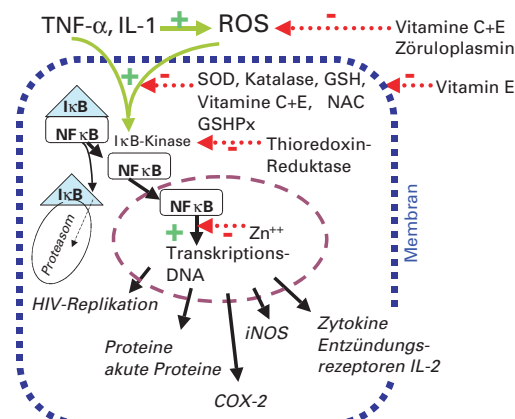 TNF-α, IL-1
+
ROS
-
Vitamine C+E
Zöruloplasmin
+
-
SOD, Katalase, GSH,
Vitamine C+E, NAC
GSHPx
-
Vitamin E
IκB
NFκB
IκB-Kinase
-
Thioredoxin-
Reduktase
NFκB
IκB
Proteasom
NFκB
+
-
Zn++
Transkriptions-
DNA
Membran
HIV-Replikation
Proteine
akute Proteine
COX-2
iNOS
Zytokine
Entzündungs-
rezeptoren IL-2